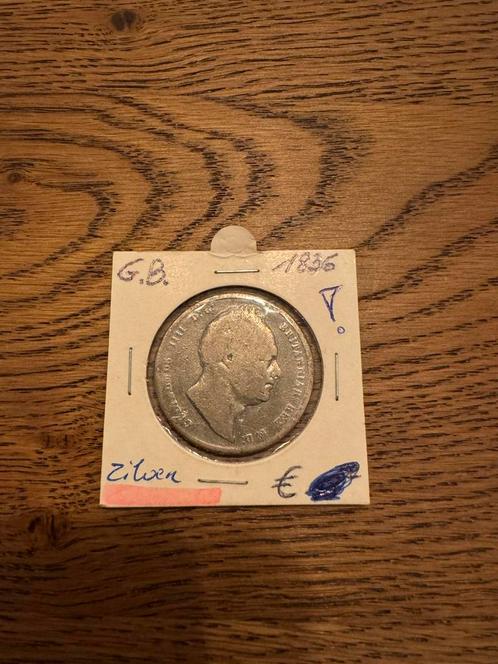 G.B. 1836
Zilver
€
GULIELMUS IIII D:G: BRITANNIAR: REX
W.W.